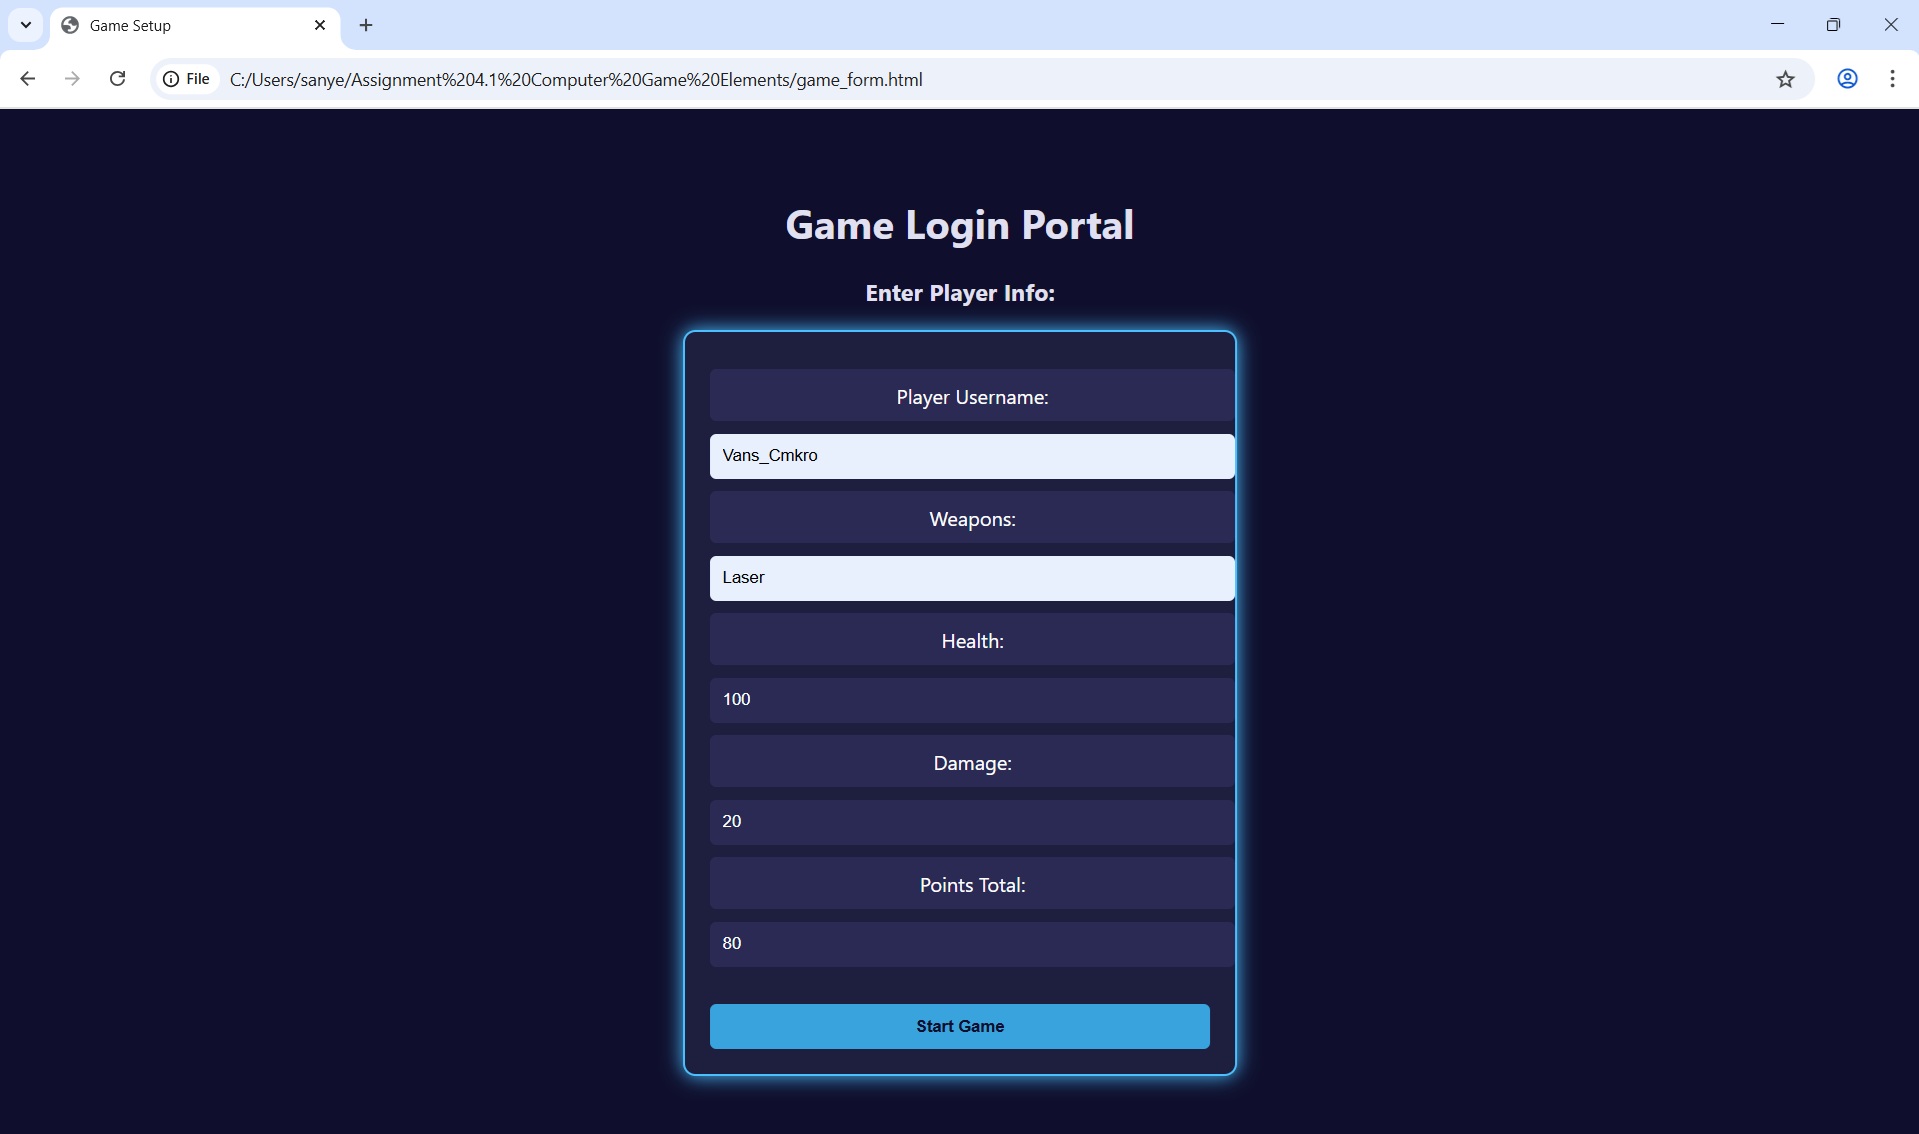 Game Setup
File
C:/Users/sanye/Assignment%204.1%20Computer%20Game%20Elements/game_form.html
Game Login Portal
Enter Player Info:
Player Username:
Vans_Cmkro
Weapons:
Laser
Health:
100
Damage:
20
Points Total:
80
Start Game